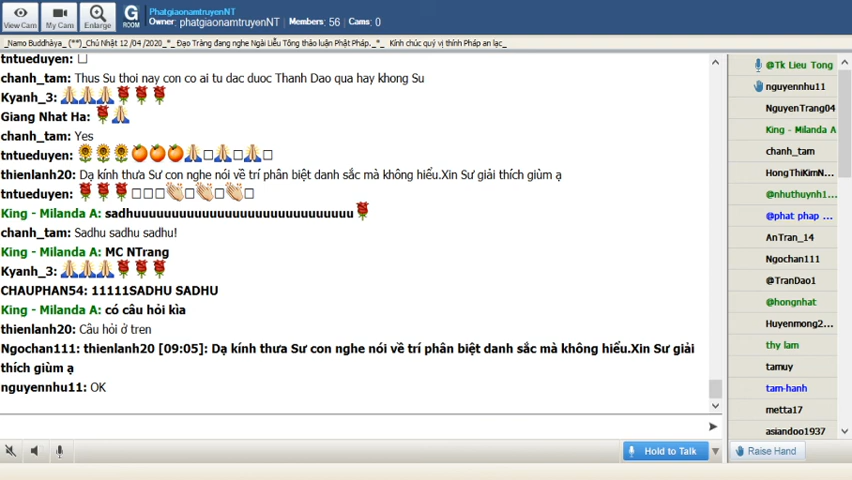 View Cam
My Cam
Enlarge
G ROOM
PhatgiaonamtruyenNT
Owner: phatgiaonamtruyenNT Members: 56 Cams: 0
_Namo Buddhàya_ (**)_Chủ Nhật 12 /04 /2020_*_ Đạo Tràng đang nghe Ngài Liễu Tông thảo luận Phật Pháp._*_ Kính chúc quý vị thính Pháp an lạc_
tntueduyen:
chanh_tam: Thus Su thoi nay con co ai tu dac duoc Thanh Dao qua hay khong Su
Kyanh_3: 🙏🙏🙏🌹🌹🌹
Giang Nhat Ha: 🌹🙏
chanh_tam: Yes
tntueduyen: 🌻🌻🌻🍊🍊🍊🙏🙏🙏
thienlanh20: Dạ kính thưa Sư con nghe nói về trí phân biệt danh sắc mà không hiểu.Xin Sư giải thích giùm ạ
tntueduyen: 🌹🌹🌹👏👏👏
King - Milanda A: sadhuuuuuuuuuuuuuuuuuuuuuuuuuuuuuu🌹
chanh_tam: Sadhu sadhu sadhu!
King - Milanda A: MC NTrang
Kyanh_3: 🙏🙏🙏🌹🌹🌹
CHAUPHAN54: 11111SADHU SADHU
King - Milanda A: có câu hỏi kìa
thienlanh20: Câu hỏi ở tren
Ngochan111: thienlanh20 [09:05]: Dạ kính thưa Sư con nghe nói về trí phân biệt danh sắc mà không hiểu.Xin Sư giải
thích giùm ạ
nguyennhu11: OK
@Tk Lieu Tong
nguyennhu11
NguyenTrang04
King - Milanda A
chanh_tam
HongThiKimN...
@nhuthuynh1...
@phat phap ...
AnTran_14
Ngochan111
@TranDao1
@hongnhat
Huyenmong2...
thy lam
tamuy
tam-hanh
metta17
asiandoo1937
Hold to Talk
Raise Hand